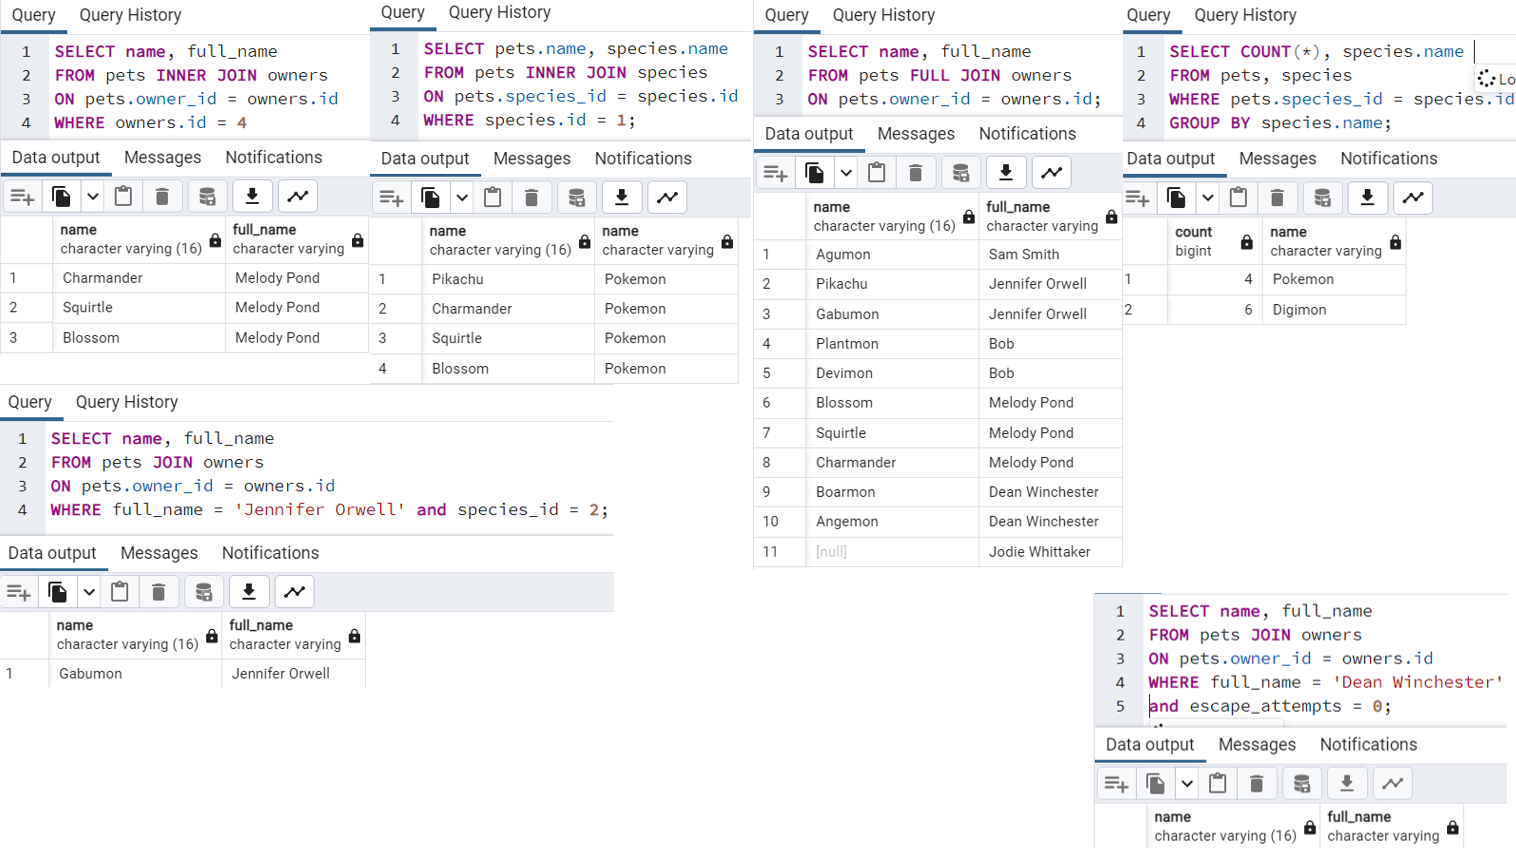 Query Query History
1 SELECT name, full_name
2 FROM pets INNER JOIN owners
3 ON pets.owner_id = owners.id
4 WHERE owners.id = 4
Data output Messages Notifications
name full_name
character varying (16) character varying
1 Charmander Melody Pond
2 Squirtle Melody Pond
3 Blossom Melody Pond
Query Query History
1 SELECT pets.name, species.name
2 FROM pets INNER JOIN species
3 ON pets.species_id = species.id
4 WHERE species.id = 1;
Data output Messages Notifications
name name
character varying (16) character varying
1 Pikachu Pokemon
2 Charmander Pokemon
3 Squirtle Pokemon
4 Blossom Pokemon
Query Query History
1 SELECT name, full_name
2 FROM pets FULL JOIN owners
3 ON pets.owner_id = owners.id;
Data output Messages Notifications
name full_name
character varying (16) character varying
1 Agumon Sam Smith
2 Pikachu Jennifer Orwell
3 Gabumon Jennifer Orwell
4 Plantmon Bob
5 Devimon Bob
6 Blossom Melody Pond
7 Squirtle Melody Pond
8 Charmander Melody Pond
9 Boarmon Dean Winchester
10 Angemon Dean Winchester
11 [null] Jodie Whittaker
Query Query History
1 SELECT COUNT(*), species.name
Lo
2 FROM pets, species
3 WHERE pets.species_id = species.id
4 GROUP BY species.name;
Data output Messages Notifications
count name
bigint character varying
1 4 Pokemon
2 6 Digimon
Query Query History
1 SELECT name, full_name
2 FROM pets JOIN owners
3 ON pets.owner_id = owners.id
4 WHERE full_name = 'Jennifer Orwell' and species_id = 2;
Data output Messages Notifications
name full_name
character varying (16) character varying
1 Gabumon Jennifer Orwell
1 SELECT name, full_name
2 FROM pets JOIN owners
3 ON pets.owner_id = owners.id
4 WHERE full_name = 'Dean Winchester'
5 and escape_attempts = 0;
Data output Messages Notifications
name full_name
character varying (16) character varying